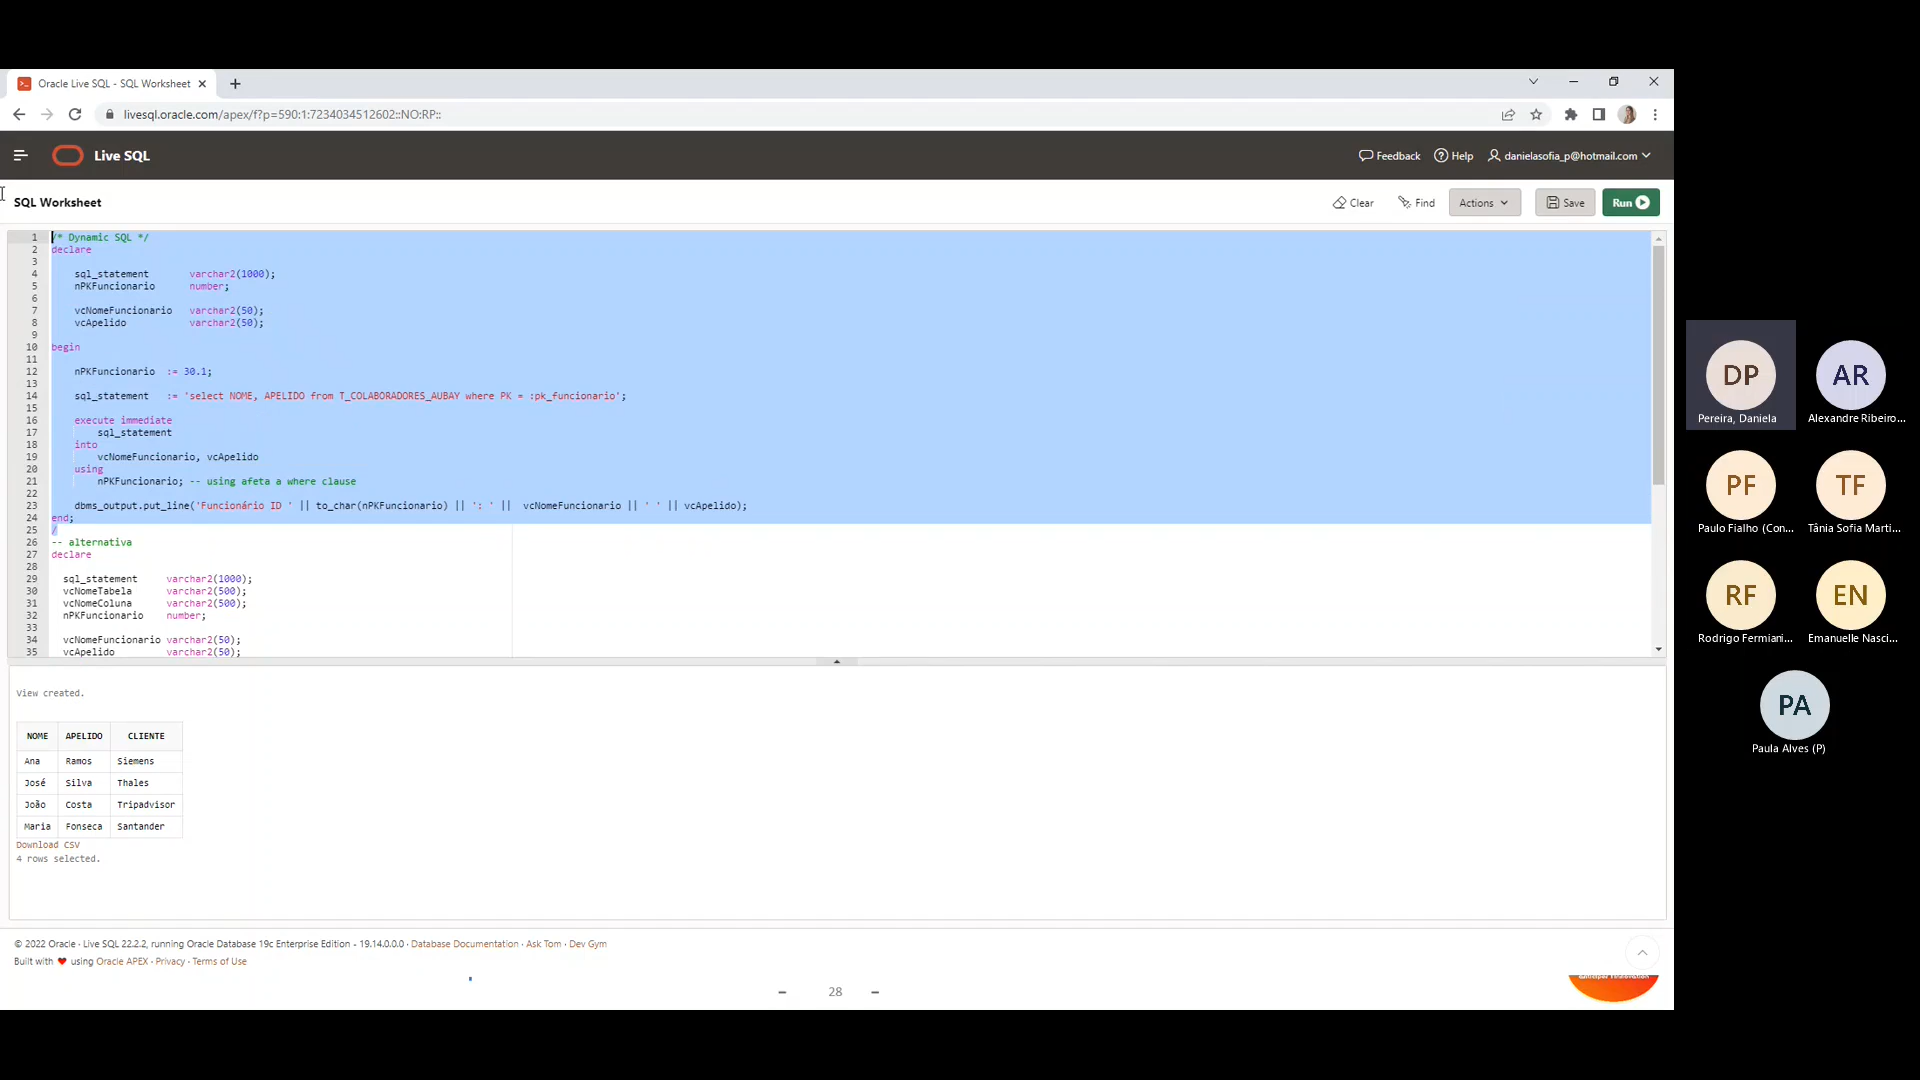 Oracle Live SQL - SQL Worksheet
livesql.oracle.com/apex/f?p=590:1:7234034512602::NO:RP::
Live SQL
Feedback
Help
danielasofia_p@hotmail.com
SQL Worksheet
Clear
Find
Actions
Save
Run
1 /* Dynamic SQL */
2 declare
3
4 sql_statement varchar2(1000);
5 nPKFuncionario number;
6
7 vcNomeFuncionario varchar2(50);
8 vcApelido varchar2(50);
9
10 begin
11
12 nPKFuncionario := 30.1;
13
14 sql_statement := 'select NOME, APELIDO from T_COLABORADORES_AUBAY where PK = :pk_funcionario';
15
16 execute immediate
17 sql_statement
18 into
19 vcNomeFuncionario, vcApelido
20 using
21 nPKFuncionario; -- using afeta a where clause
22
23 dbms_output.put_line('Funcionário ID ' || to_char(nPKFuncionario) || ': ' || vcNomeFuncionario || ' ' || vcApelido);
24 end;
25 /
26 -- alternativa
27 declare
28
29 sql_statement varchar2(1000);
30 vcNomeTabela varchar2(500);
31 vcNomeColuna varchar2(500);
32 nPKFuncionario number;
33
34 vcNomeFuncionario varchar2(50);
35 vcApelido varchar2(50);
View created.
NOME APELIDO CLIENTE
Ana Ramos Siemens
José Silva Thales
João Costa Tripadvisor
Maria Fonseca Santander
Download CSV
4 rows selected.
© 2022 Oracle · Live SQL 22.2.2, running Oracle Database 19c Enterprise Edition - 19.14.0.0.0 · Database Documentation · Ask Tom · Dev Gym
Built with ❤ using Oracle APEX · Privacy · Terms of Use
28
DP
Pereira, Daniela
AR
Alexandre Ribeiro...
PF
Paulo Fialho (Con...
TF
Tânia Sofia Marti...
RF
Rodrigo Fermiani...
EN
Emanuelle Nasci...
PA
Paula Alves (P)